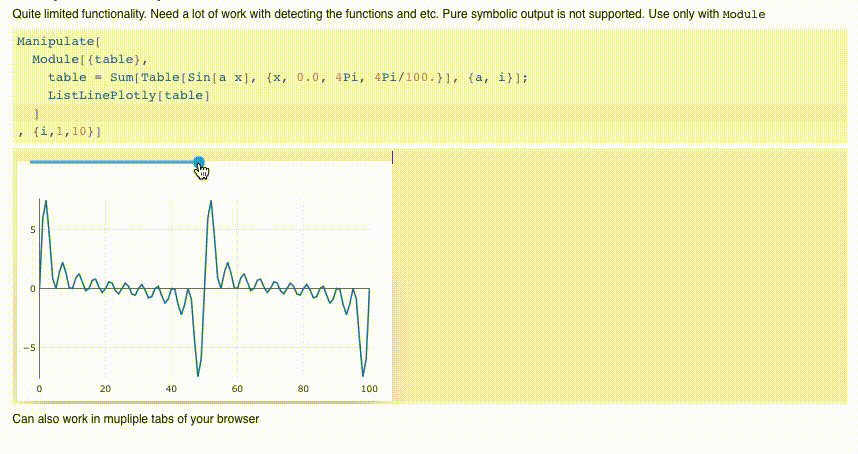 Quite limited functionality. Need a lot of work with detecting the functions and etc. Pure symbolic output is not supported. Use only with Module
Manipulate[
Module[{table},
table = Sum[Table[Sin[a x], {x, 0.0, 4Pi, 4Pi/100.}], {a, i}];
ListLinePlotly[table]
]
, {i,1,10}]
5
0
−5
0 20 40 60 80 100
Can also work in mupliple tabs of your browser